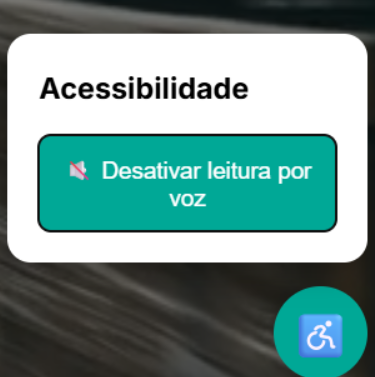 Acessibilidade
Desativar leitura por
voz